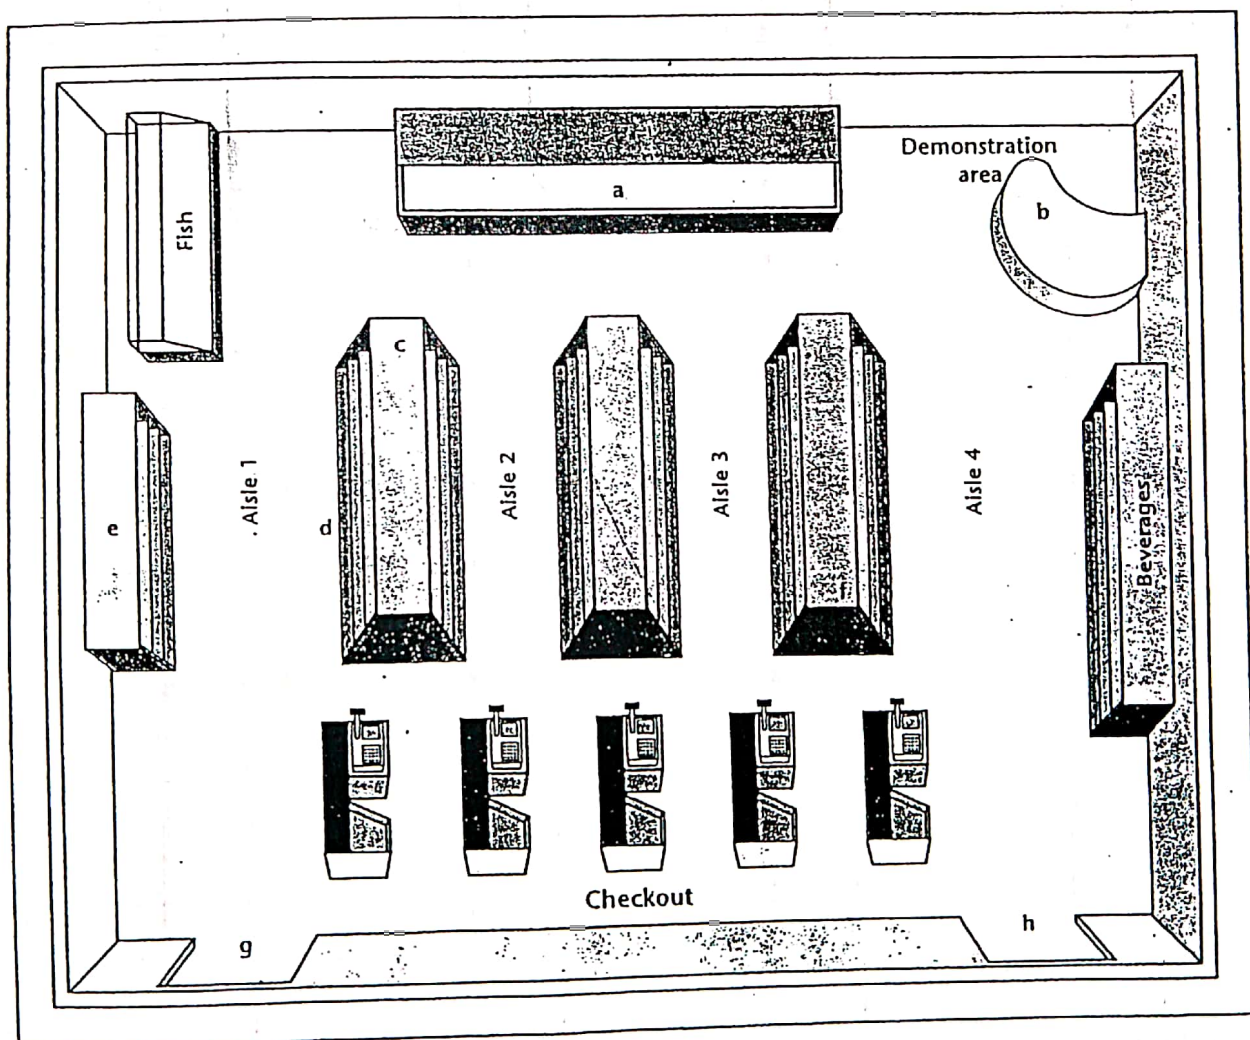 Demonstration
area
a
b
Fish
c
Aisle 1
Aisle 2
Aisle 3
Aisle 4
d
e
f
Beverages
Checkout
g
h